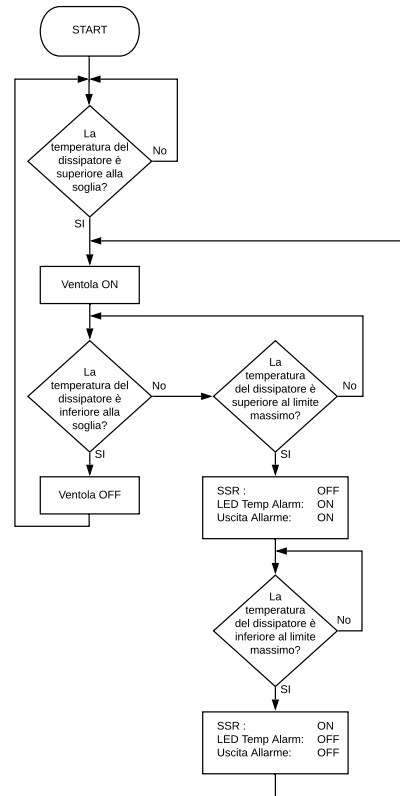 START
La
temperatura del
dissipatore è
superiore alla
soglia?
No
SI
Ventola ON
La
temperatura del
dissipatore è
inferiore alla
soglia?
No
SI
La
temperatura
del dissipatore è
superiore al limite
massimo?
No
SI
Ventola OFF
SSR : OFF
LED Temp Alarm: ON
Uscita Allarme: ON
La
temperatura
del dissipatore è
inferiore al limite
massimo?
No
SI
SSR : ON
LED Temp Alarm: OFF
Uscita Allarme: OFF